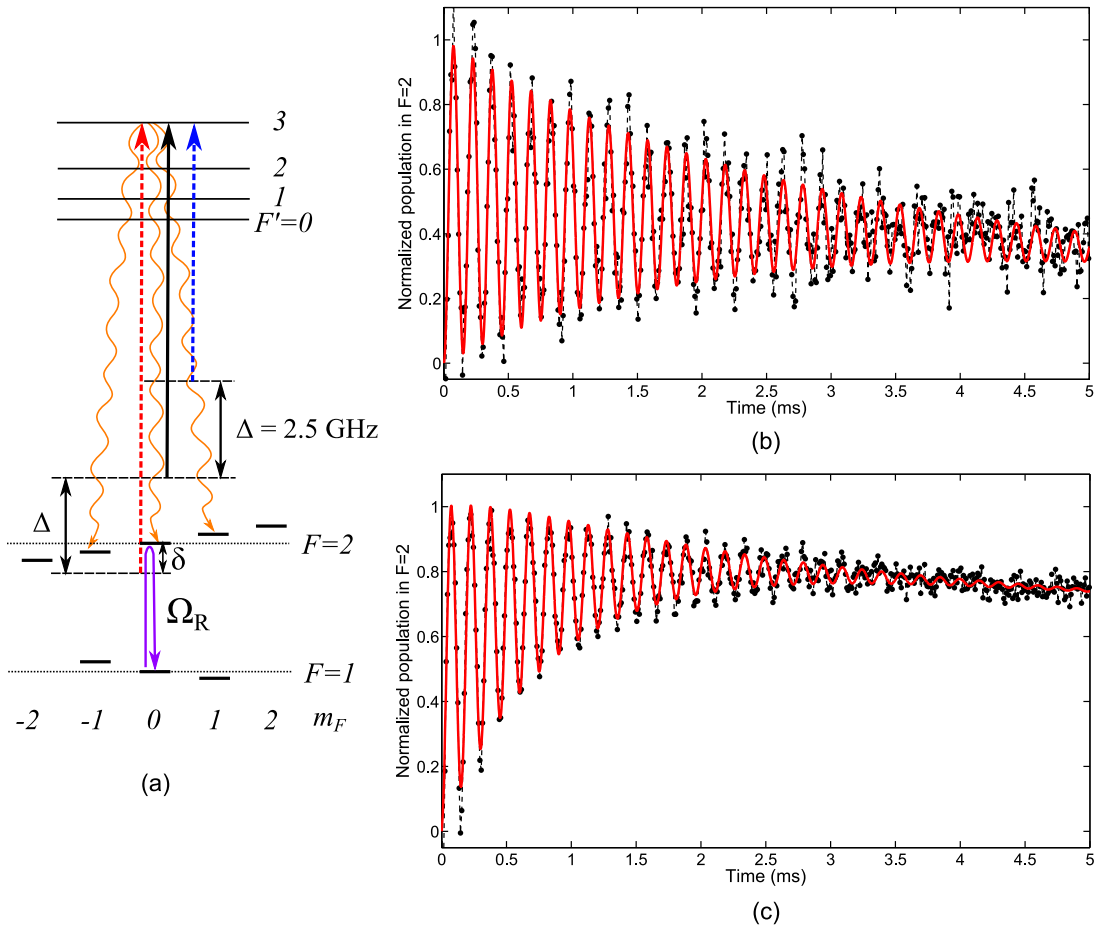 3
2
1
F'=0
Δ = 2.5 GHz
Δ
δ
F=2
Ω_R
F=1
-2 -1 0 1 2 m_F
(a)
Normalized population in F=2
1
0.8
0.6
0.4
0.2
0
0 0.5 1 1.5 2 2.5 3 3.5 4 4.5 5
Time (ms)
(b)
Normalized population in F=2
1
0.8
0.6
0.4
0.2
0
0 0.5 1 1.5 2 2.5 3 3.5 4 4.5 5
Time (ms)
(c)